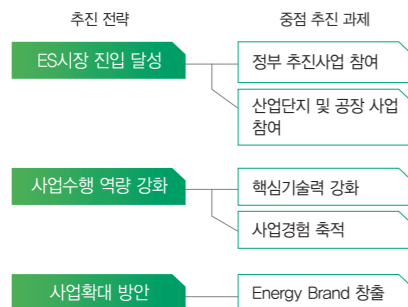 추진 전략
중점 추진 과제
ES시장 진입 달성
정부 추진사업 참여
산업단지 및 공장 사업
참여
사업수행 역량 강화
핵심기술력 강화
사업경험 축적
사업확대 방안
Energy Brand 창출